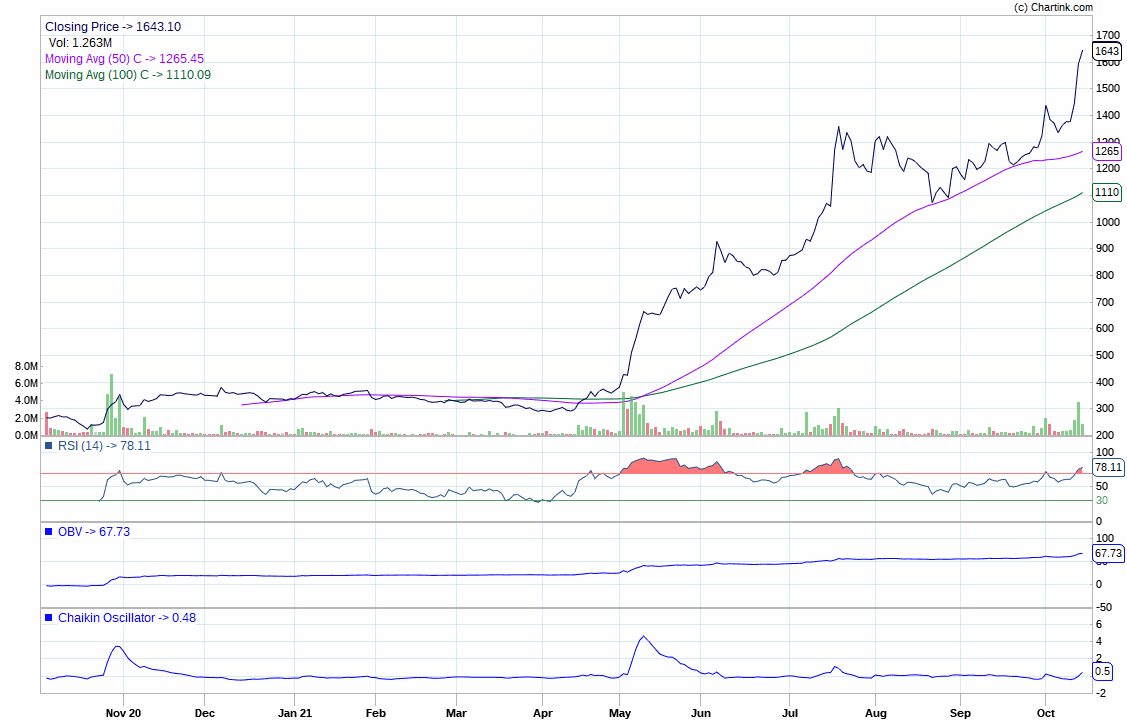 (c) Chartink.com
Closing Price -> 1643.10
Vol: 1.263M
Moving Avg (50) C -> 1265.45
Moving Avg (100) C -> 1110.09
1700
1643
1600
1500
1400
1300
1265
1200
1110
1000
900
800
700
600
500
400
300
200
8.0M
6.0M
4.0M
2.0M
0.0M
RSI (14) -> 78.11
100
78.11
50
30
0
OBV -> 67.73
100
67.73
50
0
-50
Chaikin Oscillator -> 0.48
6
4
2
0.5
-2
Nov 20 Dec Jan 21 Feb Mar Apr May Jun Jul Aug Sep Oct